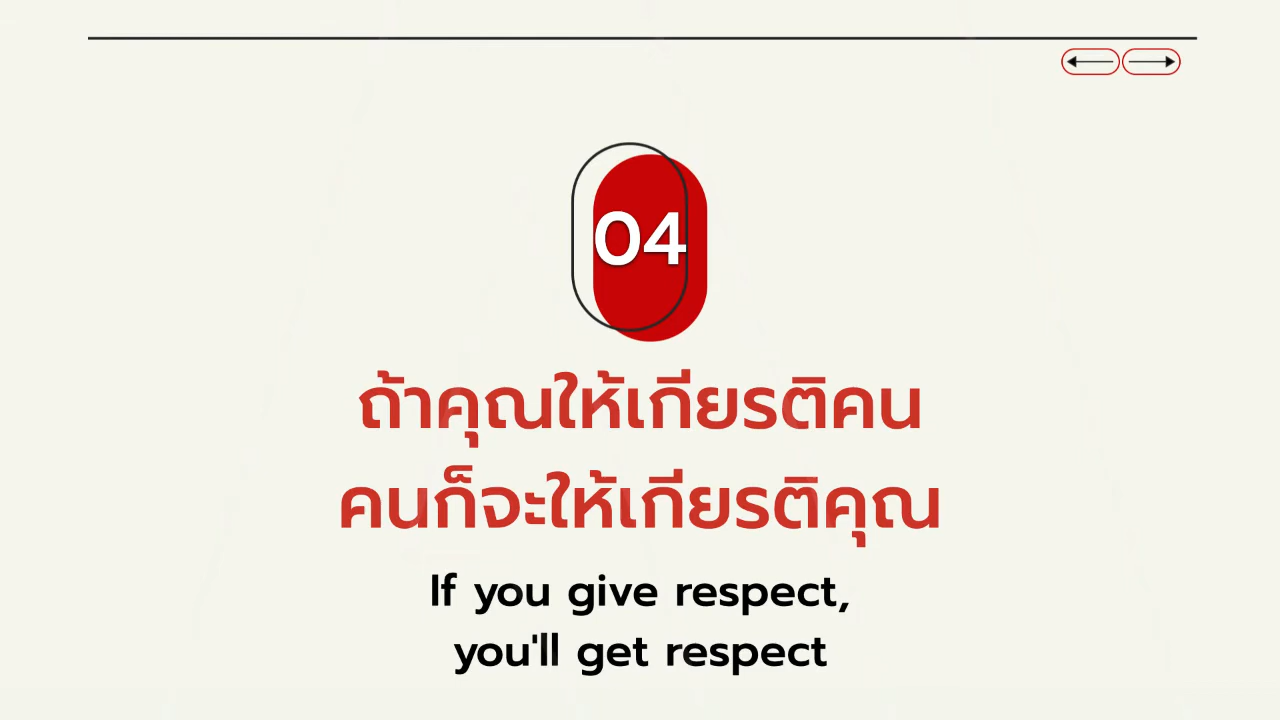 04
ถ้าคุณให้เกียรติคน
คนก็จะให้เกียรติคุณ
If you give respect,
you'll get respect